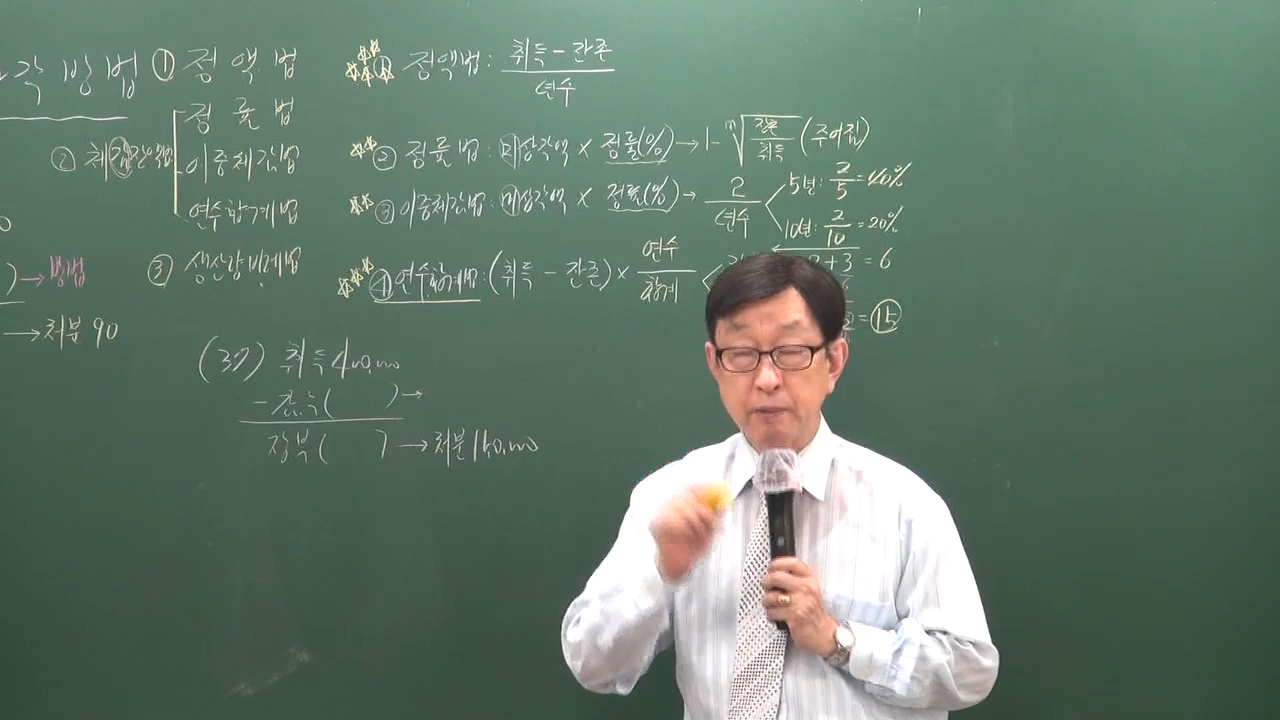 각 방법 ① 정 액 법
정 률 법
② 체감잔액법
이중체감법
연수합계법
③ 생산량비례법
→방법
→처분 90
① 정액법: 취득-잔존
연수
② 정률법: 미상각액 × 정률(%) → 1- n√ 잔존 (주어짐)
취득
③ 이중체감법: 미상각액 × 정률(%) → 2
연수
5년: 2/5 = 40%
10년: 2/10 = 20%
④ 연수합계법: (취득 - 잔존) × 연수
합계
+3 = 6
= ⑮
(37) 취득 400,000
- 감누( ) →
장부( ) → 처분 140,000